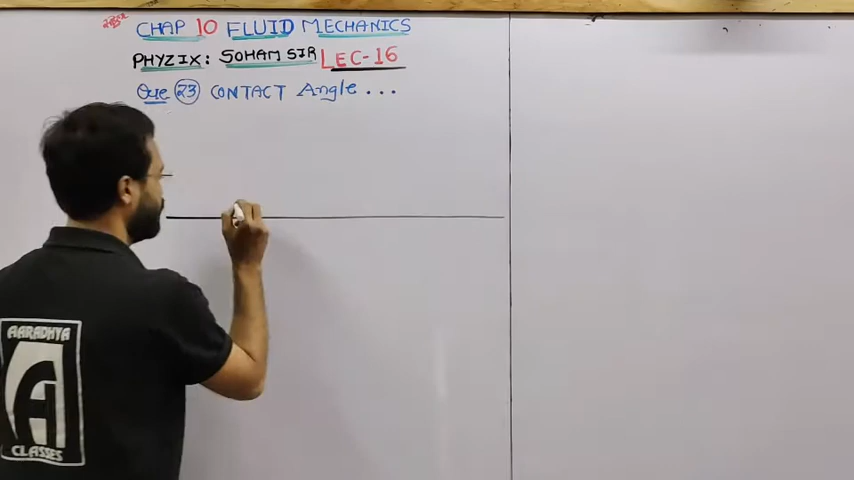 CHAP 10 FLUID MECHANICS
PHYZIX: SOHAM SIR LEC-16
Que 23 CONTACT Angle...
AARADHYA
A
CLASSES